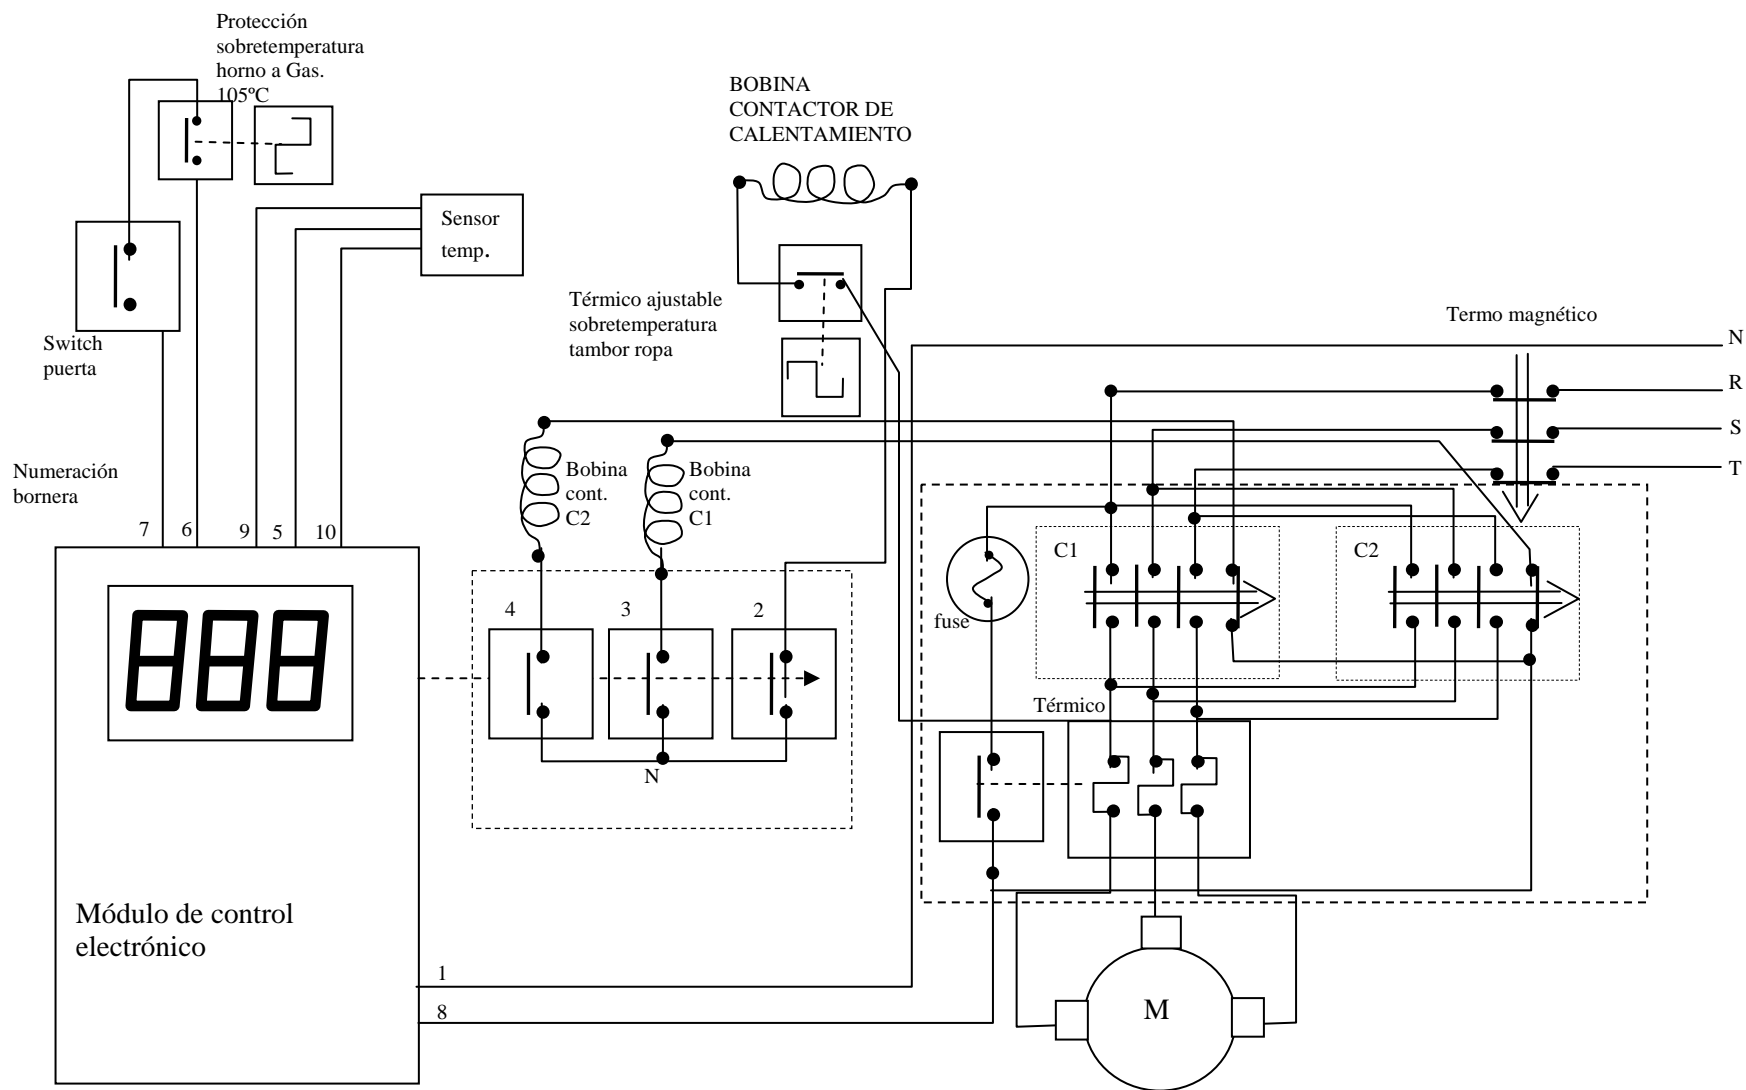 Protección
sobretemperatura
horno a Gas.
105ºC
BOBINA
CONTACTOR DE
CALENTAMIENTO
Sensor
temp.
Térmico ajustable
sobretemperatura
tambor ropa
Termo magnético
N
R
S
T
Switch
puerta
Numeración
bornera
7
6
9
5
10
Bobina
cont.
C2
Bobina
cont.
C1
C1
C2
fuse
4
3
2
888
N
Térmico
Módulo de control
electrónico
1
8
M